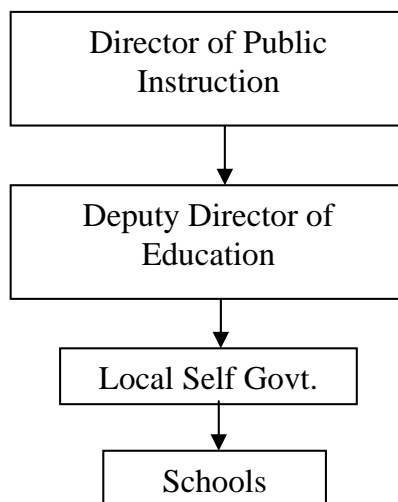 Director of Public
Instruction
Deputy Director of
Education
Local Self Govt.
Schools